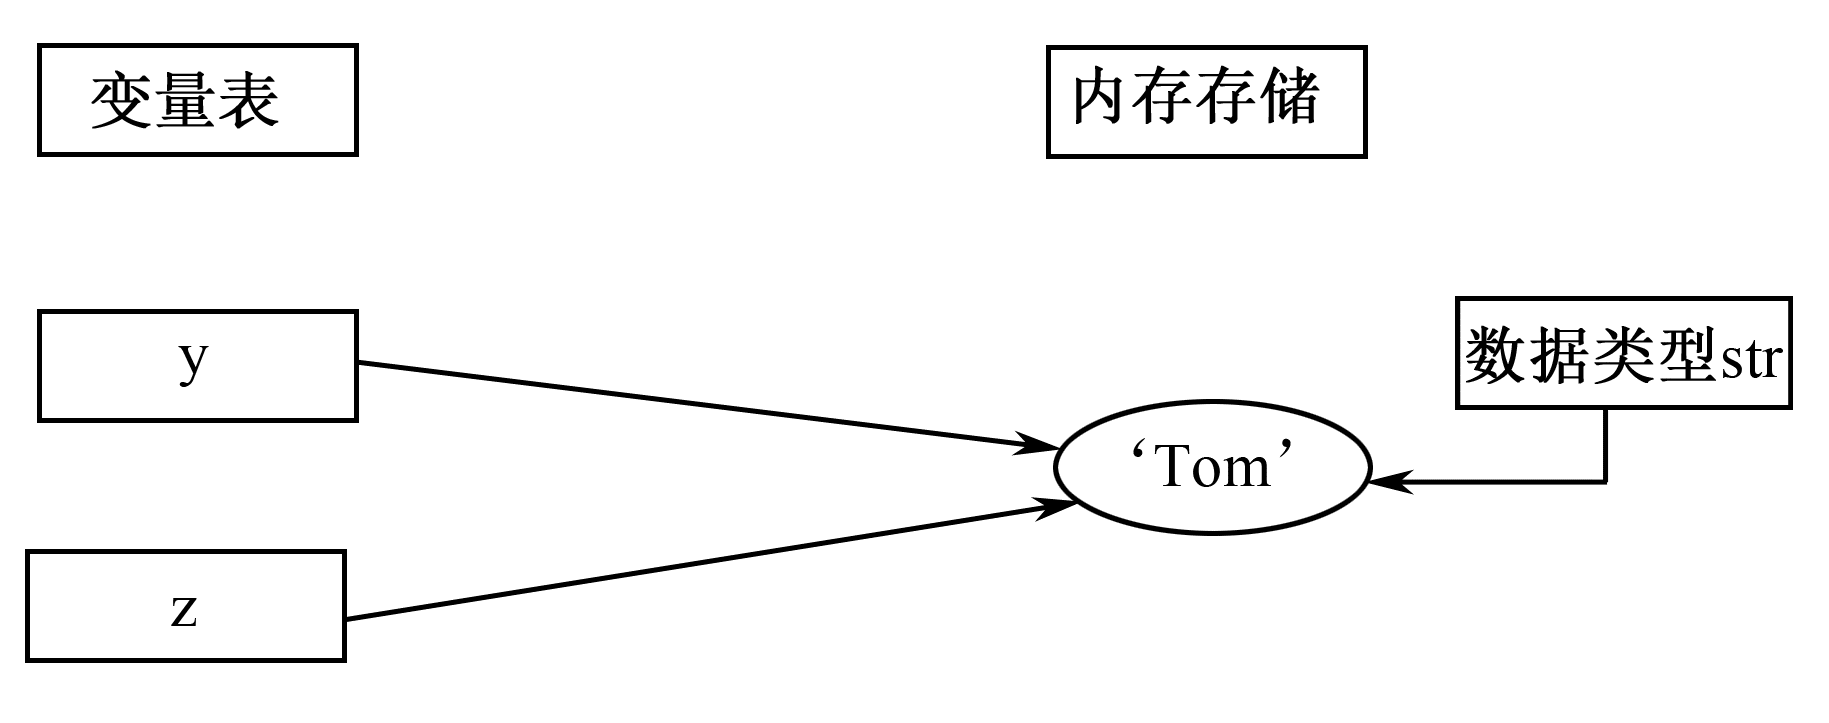 变量表
内存存储
y
数据类型str
‘Tom’
z